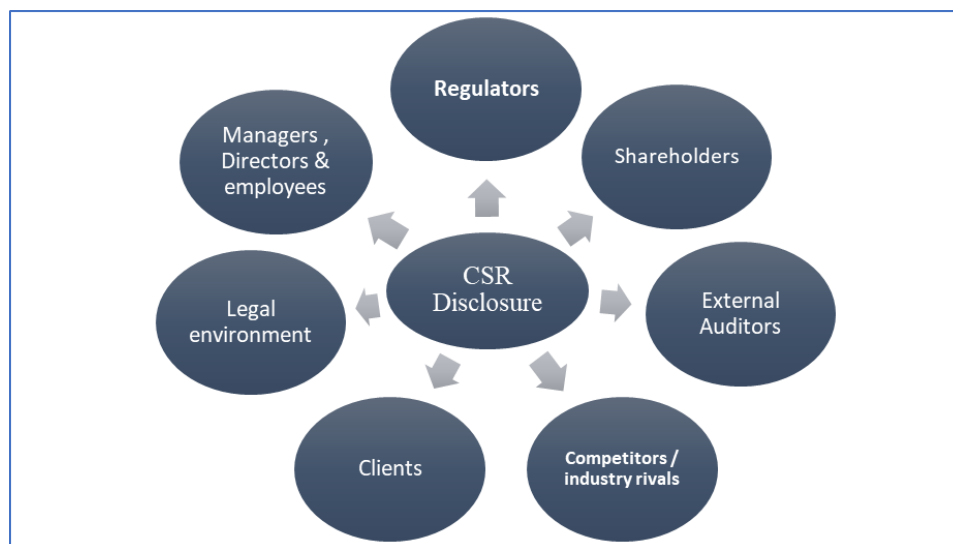 Regulators
Managers ,
Directors &
employees
Shareholders
CSR
Disclosure
Legal
environment
External
Auditors
Clients
Competitors /
industry rivals